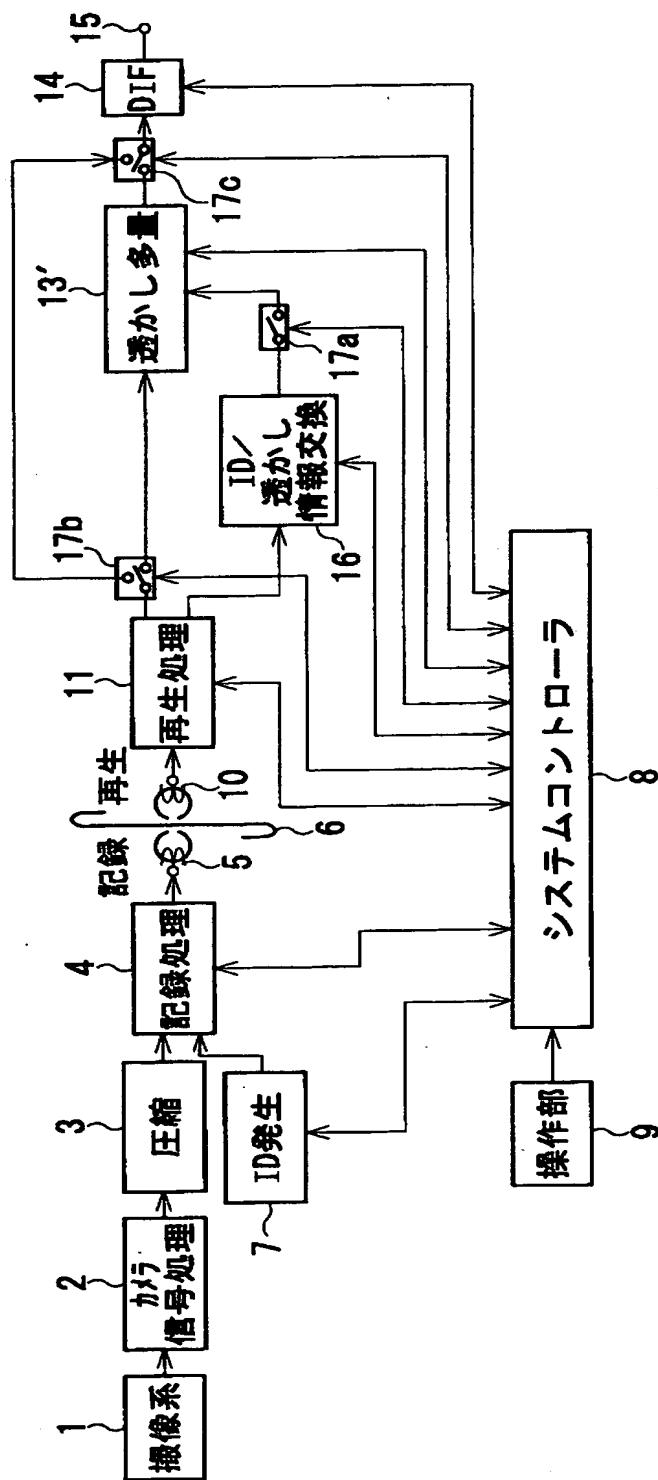 1
撮像系
2
カメラ
信号処理
3
圧縮
4
記録処理
ID発生
7
記録
再生
5
10
6
11
再生処理
17b
ID/
透かし
情報交換
16
17a
13'
透かし多量
17c
14
DIF
15
操作部
9
システムコントローラ
8